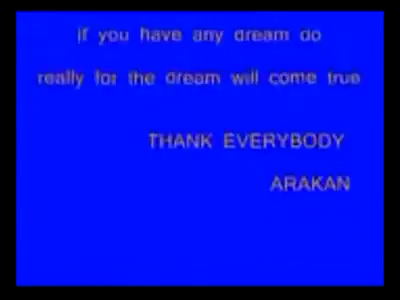 if you have any dream do
really for the dream will come true
THANK EVERYBODY
ARAKAN